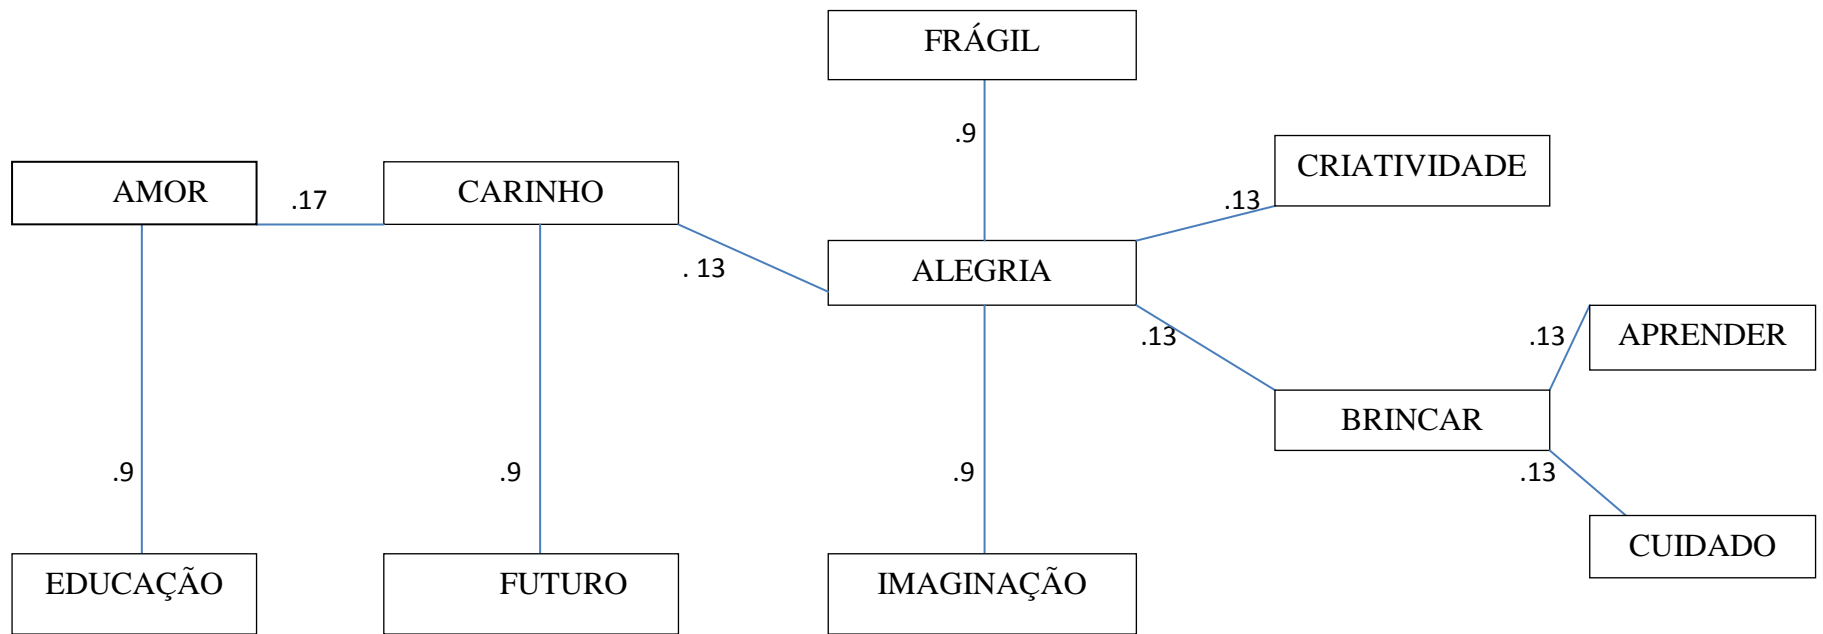 FRÁGIL
.9
CRIATIVIDADE
AMOR
.17
CARINHO
.13
. 13
ALEGRIA
.13
.13
APRENDER
BRINCAR
.9
.9
.9
.13
CUIDADO
EDUCAÇÃO
FUTURO
IMAGINAÇÃO